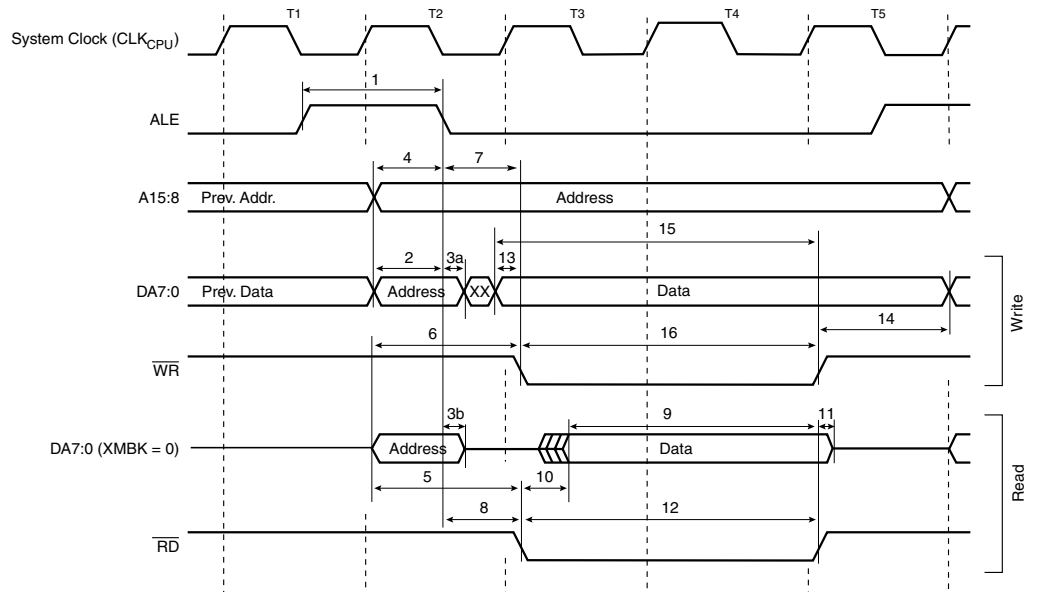 T1 T2 T3 T4 T5
System Clock (CLKCPU)
1
ALE
4 7
A15:8 Prev. Addr. Address
15
2 3a 13
DA7:0 Prev. Data Address XX Data
14
Write
6 16
WR
3b 9 11
DA7:0 (XMBK = 0) Address Data
5 10
Read
8 12
RD